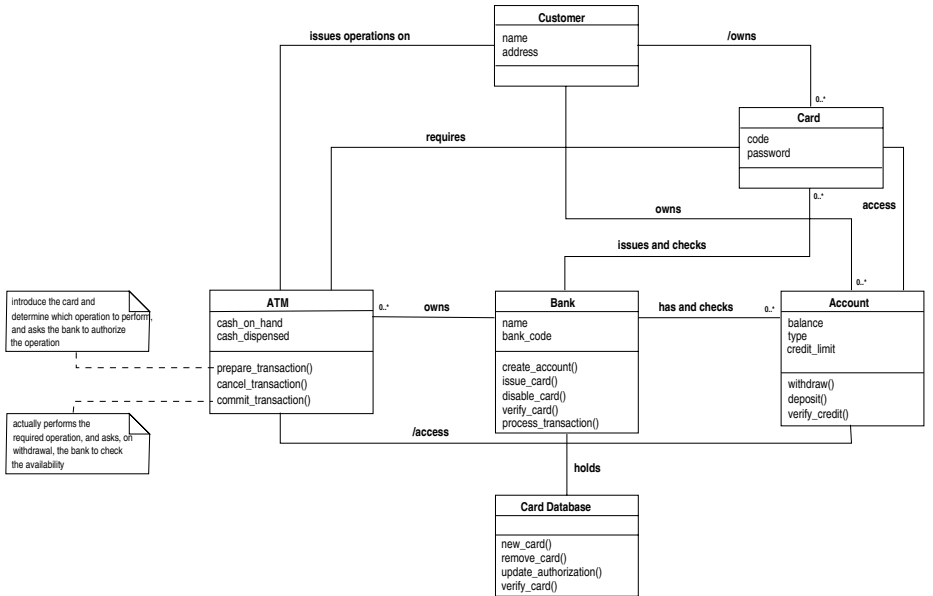 Customer
name
address
issues operations on
/owns
0..*
Card
code
password
requires
0..*
access
owns
issues and checks
0..*
introduce the card and
determine which operation to perform,
and asks the bank to authorize
the operation
ATM
cash_on_hand
cash_dispensed
prepare_transaction()
cancel_transaction()
commit_transaction()
0..*
owns
Bank
name
bank_code
create_account()
issue_card()
disable_card()
verify_card()
process_transaction()
has and checks
0..*
Account
balance
type
credit_limit
withdraw()
deposit()
verify_credit()
actually performs the
required operation, and asks, on
withdrawal, the bank to check
the availability
/access
holds
Card Database
new_card()
remove_card()
update_authorization()
verify_card()